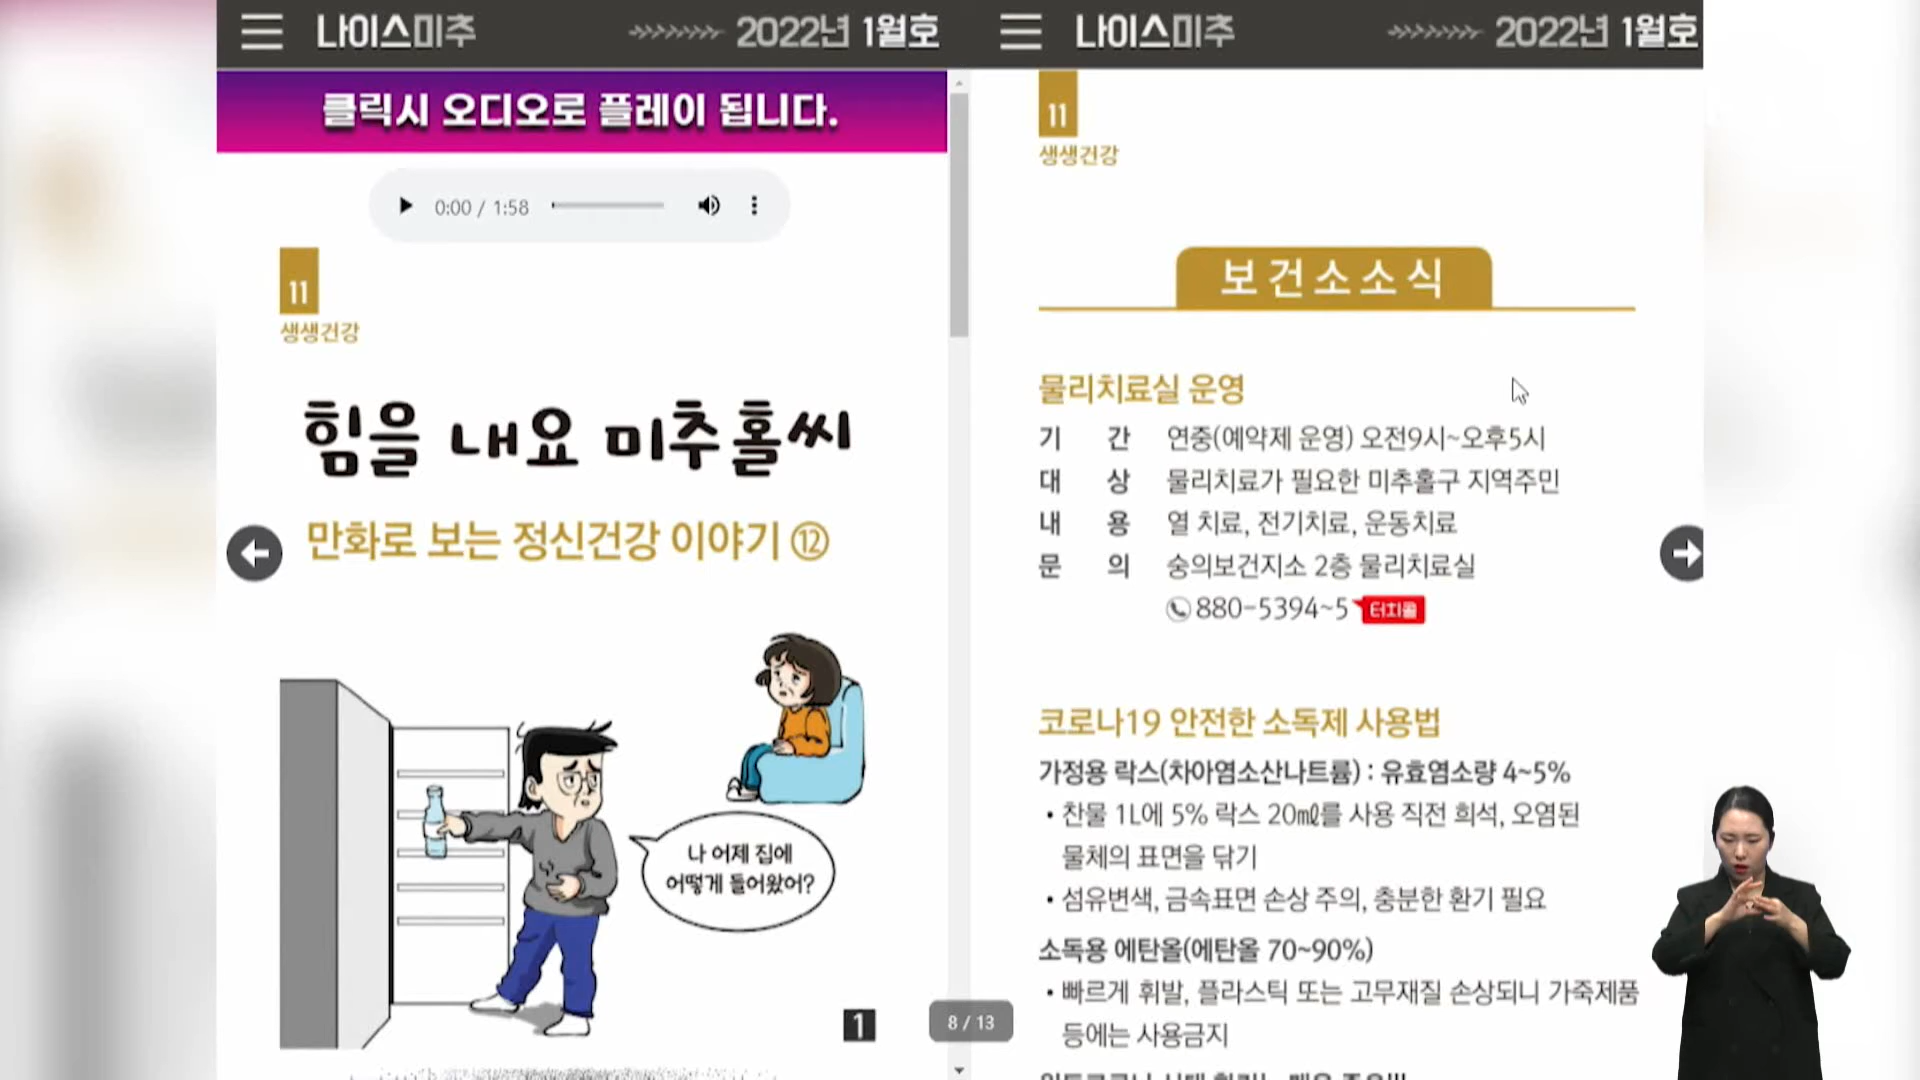 나이스미추
2022년 1월호
클릭시 오디오로 플레이 됩니다.
0:00 / 1:58
11
생생건강
힘을 내요 미추홀씨
만화로 보는 정신건강 이야기 ⑫
나 어제 집에
어떻게 들어왔어?
1
8 / 13
나이스미추
2022년 1월호
11
생생건강
보건소소식
물리치료실 운영
기 간 연중(예약제 운영) 오전9시~오후5시
대 상 물리치료가 필요한 미추홀구 지역주민
내 용 열 치료, 전기치료, 운동치료
문 의 숭의보건지소 2층 물리치료실
880-5394~5 터치콜
코로나19 안전한 소독제 사용법
가정용 락스(차아염소산나트륨) : 유효염소량 4~5%
• 찬물 1L에 5% 락스 20㎖를 사용 직전 희석, 오염된
물체의 표면을 닦기
• 섬유변색, 금속표면 손상 주의, 충분한 환기 필요
소독용 에탄올(에탄올 70~90%)
• 빠르게 휘발, 플라스틱 또는 고무재질 손상되니 가죽제품
등에는 사용금지